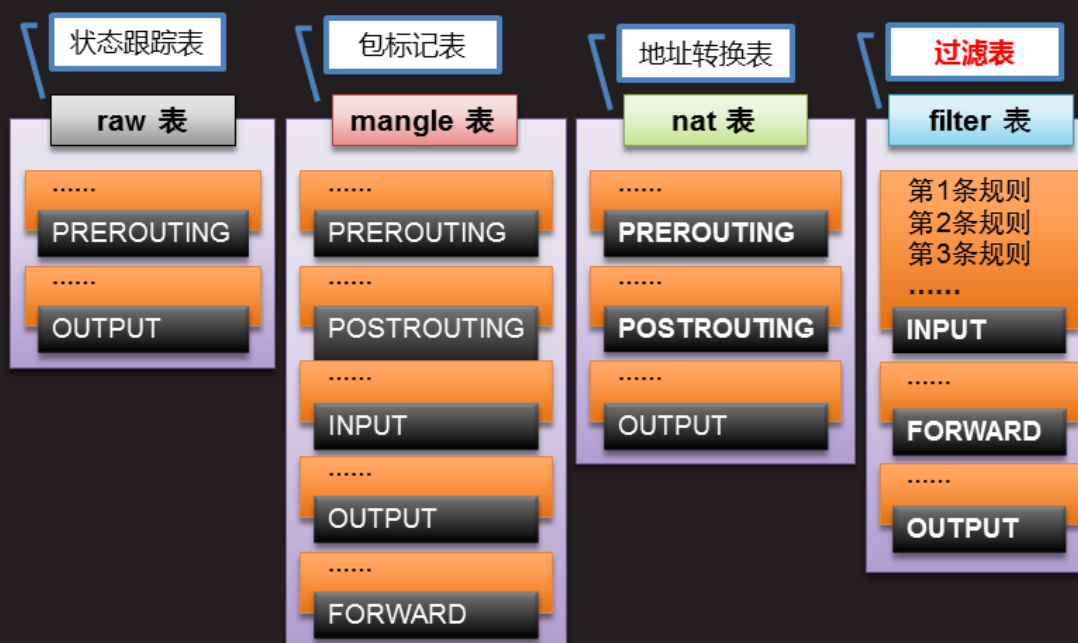 状态跟踪表
raw 表
......
PREROUTING
......
OUTPUT
包标记表
mangle 表
......
PREROUTING
......
POSTROUTING
......
INPUT
......
OUTPUT
......
FORWARD
地址转换表
nat 表
......
PREROUTING
......
POSTROUTING
......
OUTPUT
过滤表
filter 表
第1条规则
第2条规则
第3条规则
......
INPUT
......
FORWARD
......
OUTPUT